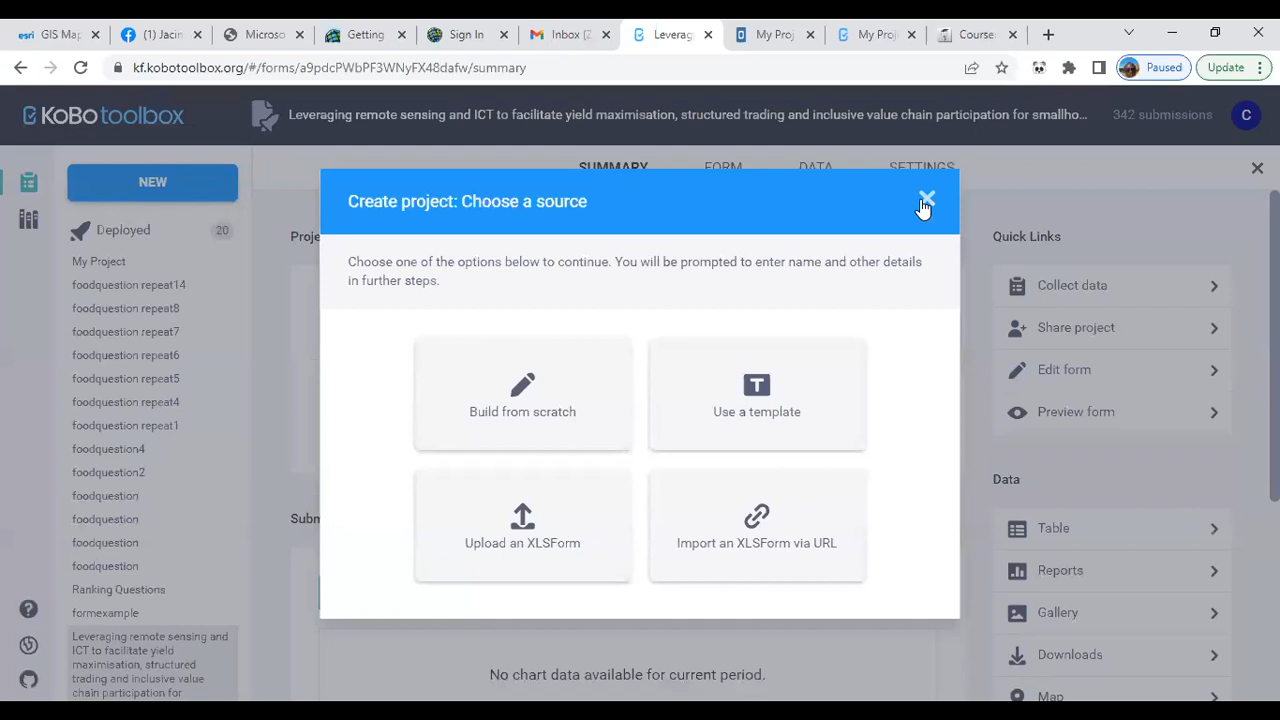 esri GIS Map
(1) Jacin
Microso
Getting
Sign In
Inbox (2
Leverag
My Proj
My Proj
Course:
kf.kobotoolbox.org/#/forms/a9pdcPWbPF3WNyFX48dafw/summary
Paused
Update
KoBotoolbox
Leveraging remote sensing and ICT to facilitate yield maximisation, structured trading and inclusive value chain participation for smallho...
342 submissions
C
NEW
SUMMARY
FORM
DATA
SETTINGS
Deployed 20
My Project
foodquestion repeat14
foodquestion repeat8
foodquestion repeat7
foodquestion repeat6
foodquestion repeat5
foodquestion repeat4
foodquestion repeat1
foodquestion4
foodquestion2
foodquestion
foodquestion
foodquestion
foodquestion
Ranking Questions
formexample
Leveraging remote sensing and
ICT to facilitate yield
maximisation, structured
trading and inclusive value
chain participation for
Proje
Subm
Create project: Choose a source
Choose one of the options below to continue. You will be prompted to enter name and other details
in further steps.
Build from scratch
Use a template
Upload an XLSForm
Import an XLSForm via URL
No chart data available for current period.
Quick Links
Collect data
Share project
Edit form
Preview form
Data
Table
Reports
Gallery
Downloads
Map